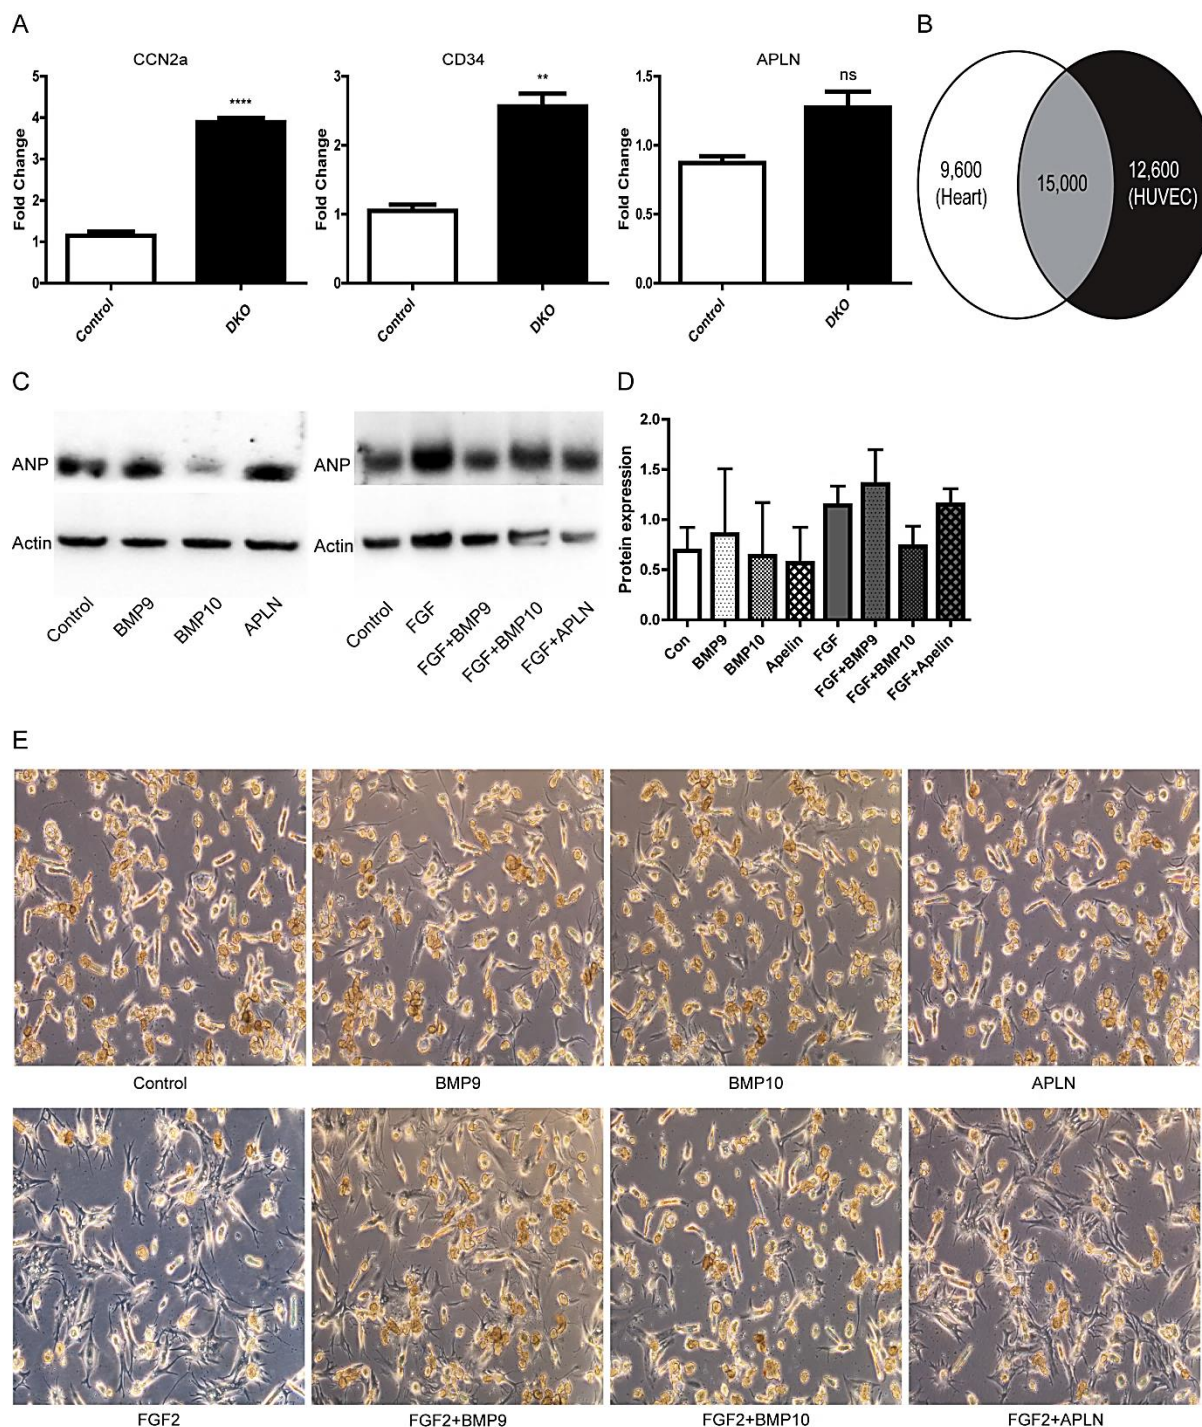 A
B
CCN2a
CD34
APLN
Fold Change
5
4
3
2
1
0
****
Control
DKO
Fold Change
3
2
1
0
**
Control
DKO
Fold Change
1.5
1.0
0.5
0.0
ns
Control
DKO
9,600
(Heart)
15,000
12,600
(HUVEC)
C
ANP
Actin
Control
BMP9
BMP10
APLN
ANP
Actin
Control
FGF
FGF+BMP9
FGF+BMP10
FGF+APLN
D
Protein expression
2.0
1.5
1.0
0.5
0.0
Con
BMP9
BMP10
Apelin
FGF
FGF+BMP9
FGF+BMP10
FGF+Apelin
E
Control
BMP9
BMP10
APLN
FGF2
FGF2+BMP9
FGF2+BMP10
FGF2+APLN